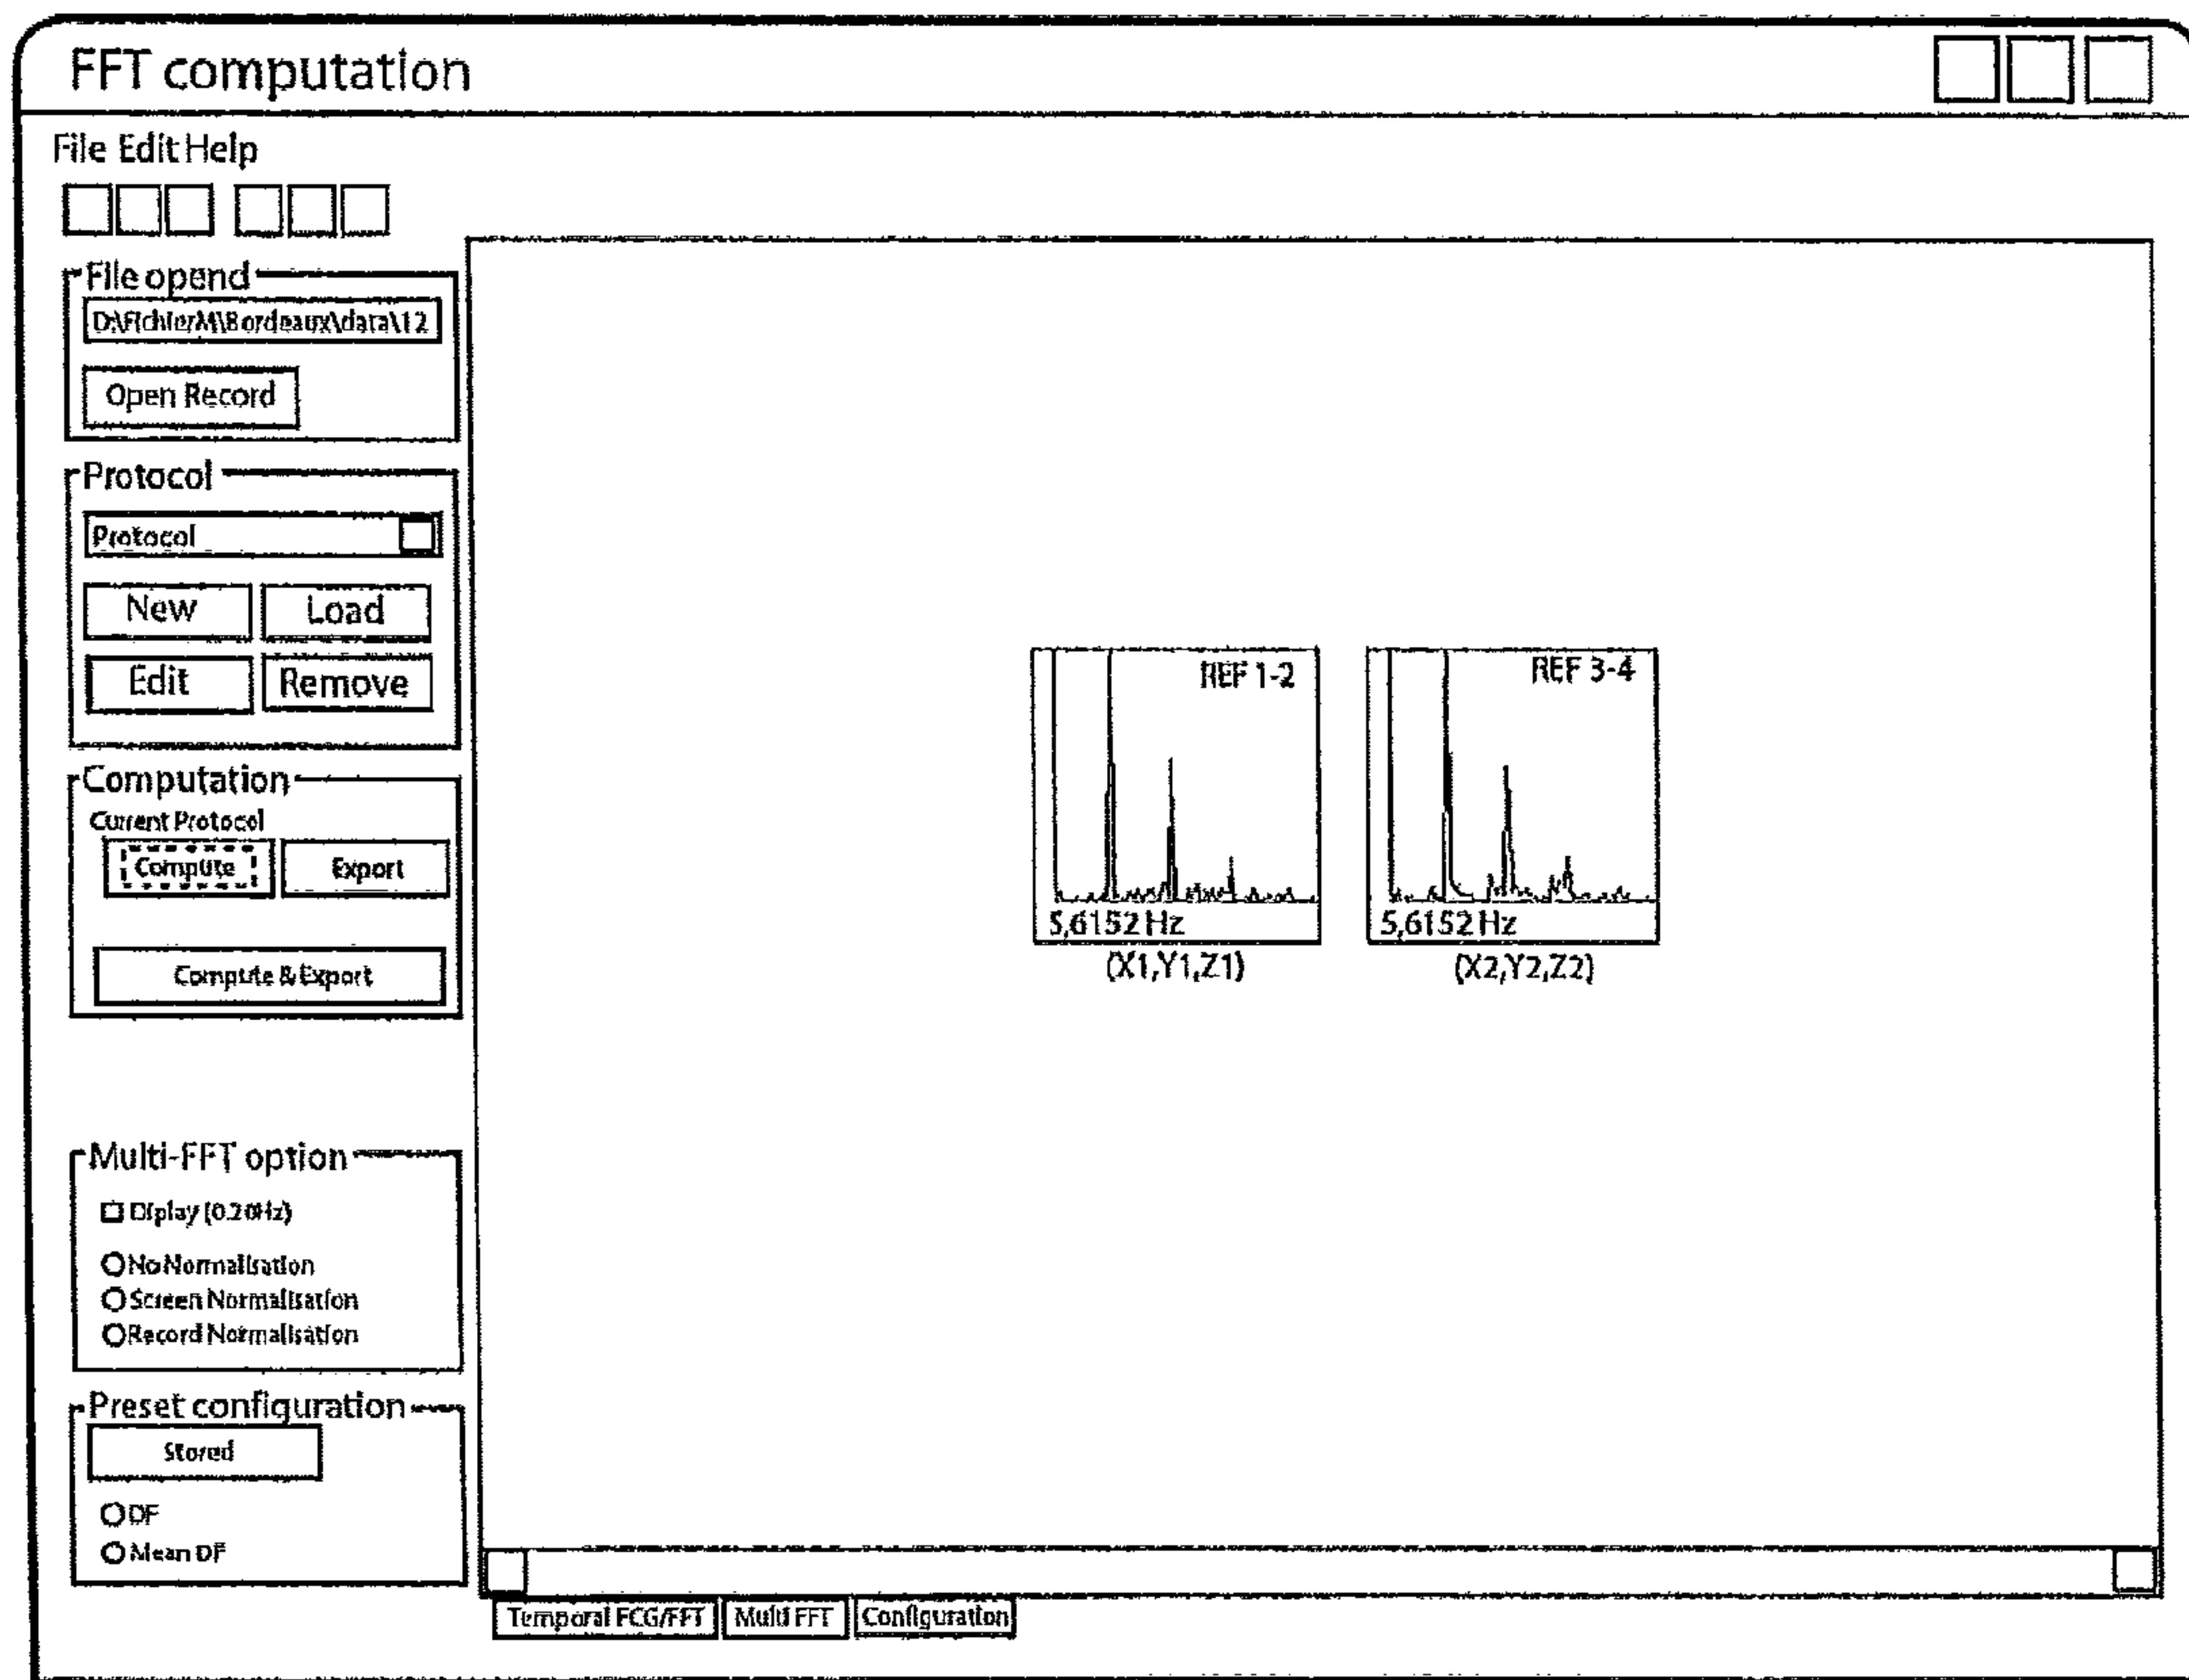 FFT computation
File Edit Help
File opend
D:\FichierM\Bordeaux\data\12
Open Record
Protocol
Protocol
New Load
Edit Remove
Computation
Current Protocol
Compute Export
Compute & Export
REF 1-2
5,6152 Hz
(X1,Y1,Z1)
REF 3-4
5,6152 Hz
(X2,Y2,Z2)
Multi-FFT option
Diplay (0.20Hz)
No Normalisation
Screen Normalisation
Record Normalisation
Preset configuration
Stored
DF
Mean DF
Temporal ECG/FFT Multi FFT Configuration